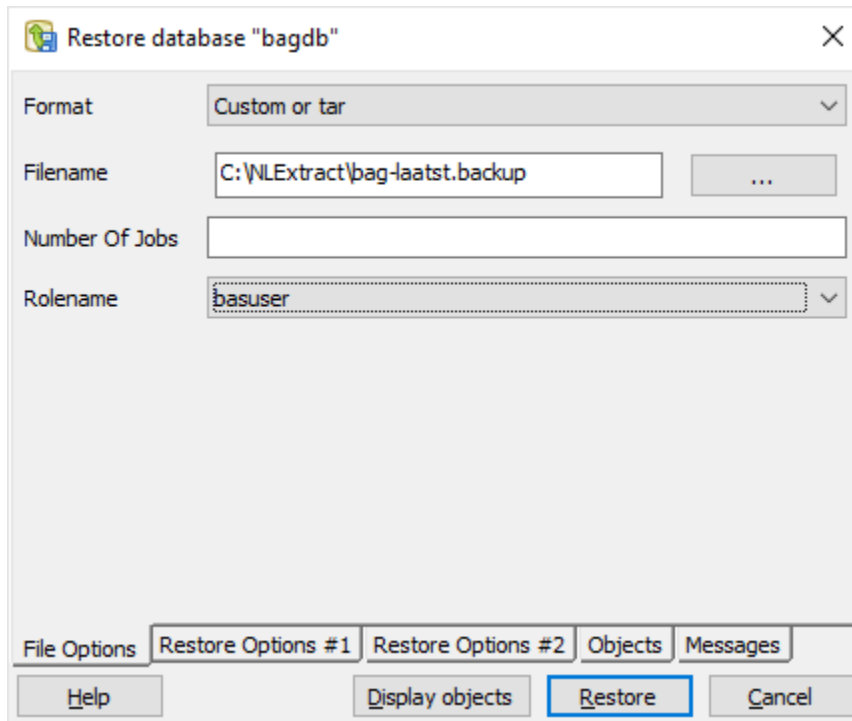 Restore database "bagdb"
Format Custom or tar
Filename C:\NLExtract\bag-laatst.backup ...
Number Of Jobs
Rolename basuser
File Options Restore Options #1 Restore Options #2 Objects Messages
Help Display objects Restore Cancel